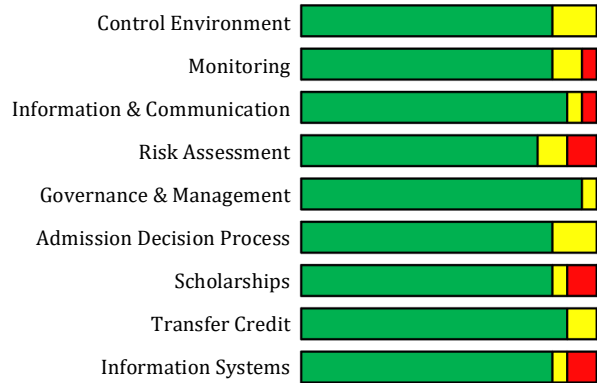 Control Environment
Monitoring
Information & Communication
Risk Assessment
Governance & Management
Admission Decision Process
Scholarships
Transfer Credit
Information Systems